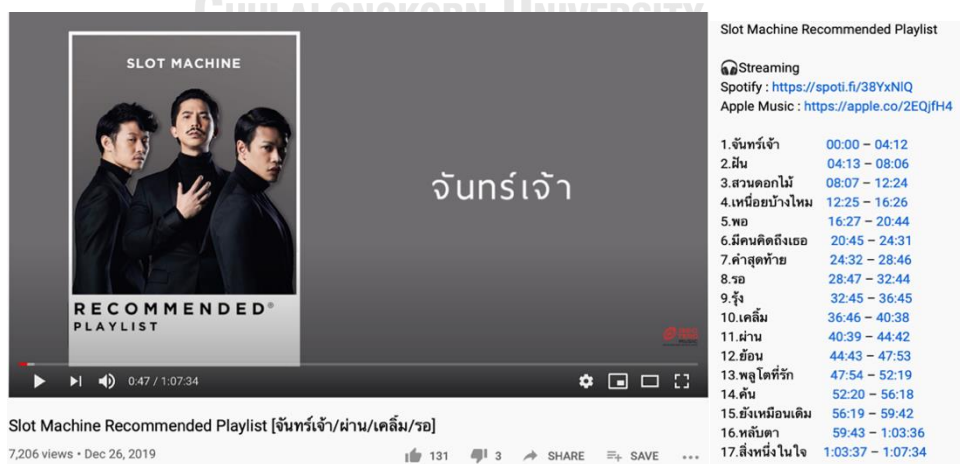 CHULALONGKORN UNIVERSITY
SLOT MACHINE
RECOMMENDED®
PLAYLIST
จันทร์เจ้า
0:47 / 1:07:34
Slot Machine Recommended Playlist [จันทร์เจ้า/ผ่าน/เคลิ้ม/รอ]
7,206 views • Dec 26, 2019
131
3
SHARE
SAVE
Slot Machine Recommended Playlist
🎧Streaming
Spotify : https://spoti.fi/38YxNlQ
Apple Music : https://apple.co/2EQjfH4
1.จันทร์เจ้า 00:00 – 04:12
2.ฝัน 04:13 – 08:06
3.สวนดอกไม้ 08:07 – 12:24
4.เหนื่อยบ้างไหม 12:25 – 16:26
5.พอ 16:27 – 20:44
6.มีคนคิดถึงเธอ 20:45 – 24:31
7.คำสุดท้าย 24:32 – 28:46
8.รอ 28:47 – 32:44
9.รุ้ง 32:45 – 36:45
10.เคลิ้ม 36:46 – 40:38
11.ผ่าน 40:39 – 44:42
12.ย้อน 44:43 – 47:53
13.พลูโตที่รัก 47:54 – 52:19
14.ค้น 52:20 – 56:18
15.ยังเหมือนเดิม 56:19 – 59:42
16.หลับตา 59:43 – 1:03:36
17.สิ่งหนึ่งในใจ 1:03:37 – 1:07:34